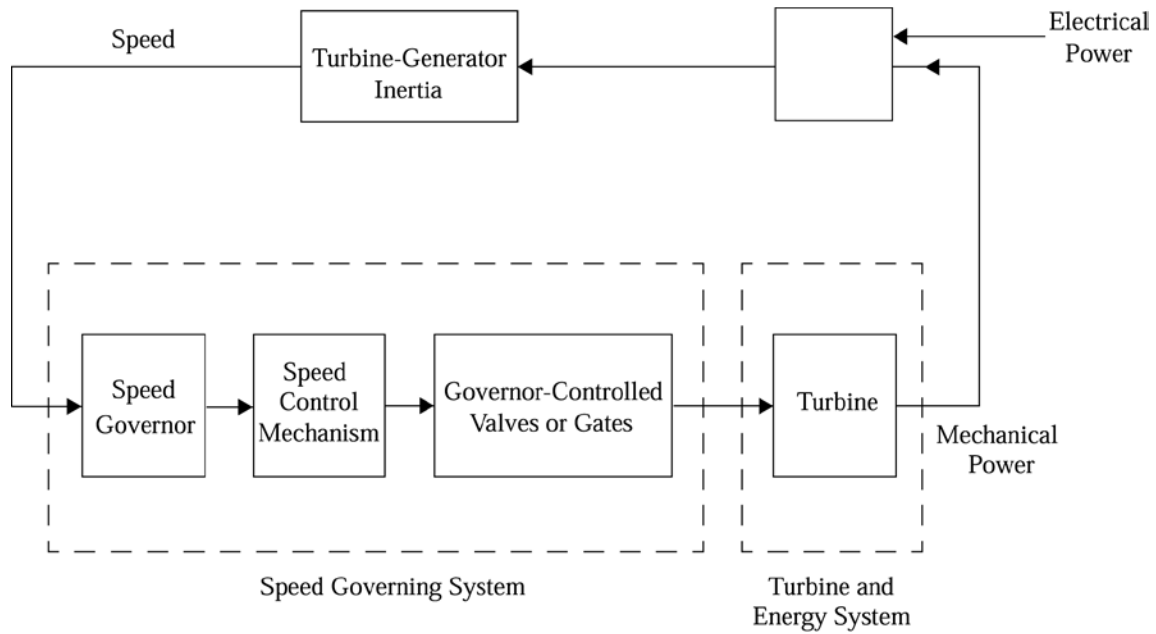 Speed
Turbine-Generator
Inertia
Electrical
Power
Speed
Governor
Speed
Control
Mechanism
Governor-Controlled
Valves or Gates
Turbine
Mechanical
Power
Speed Governing System
Turbine and
Energy System